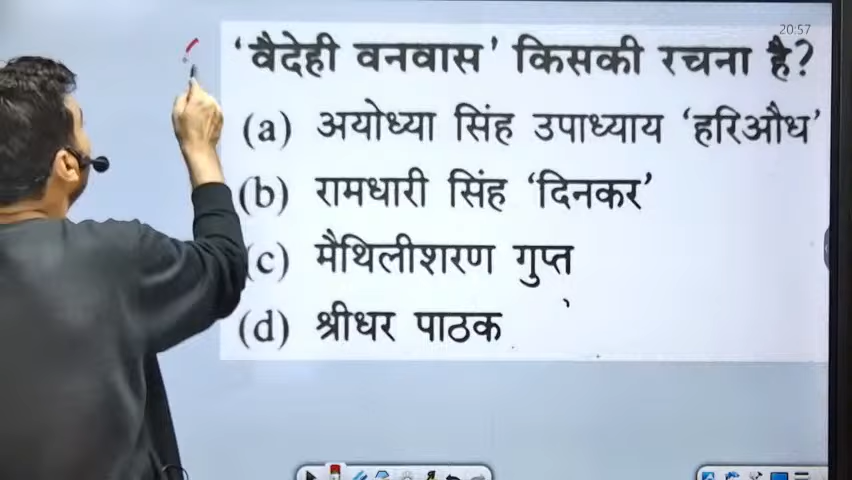 20:57
‘वैदेही वनवास’ किसकी रचना है?
(a) अयोध्या सिंह उपाध्याय ‘हरिऔध’
(b) रामधारी सिंह ‘दिनकर’
(c) मैथिलीशरण गुप्त
(d) श्रीधर पाठक